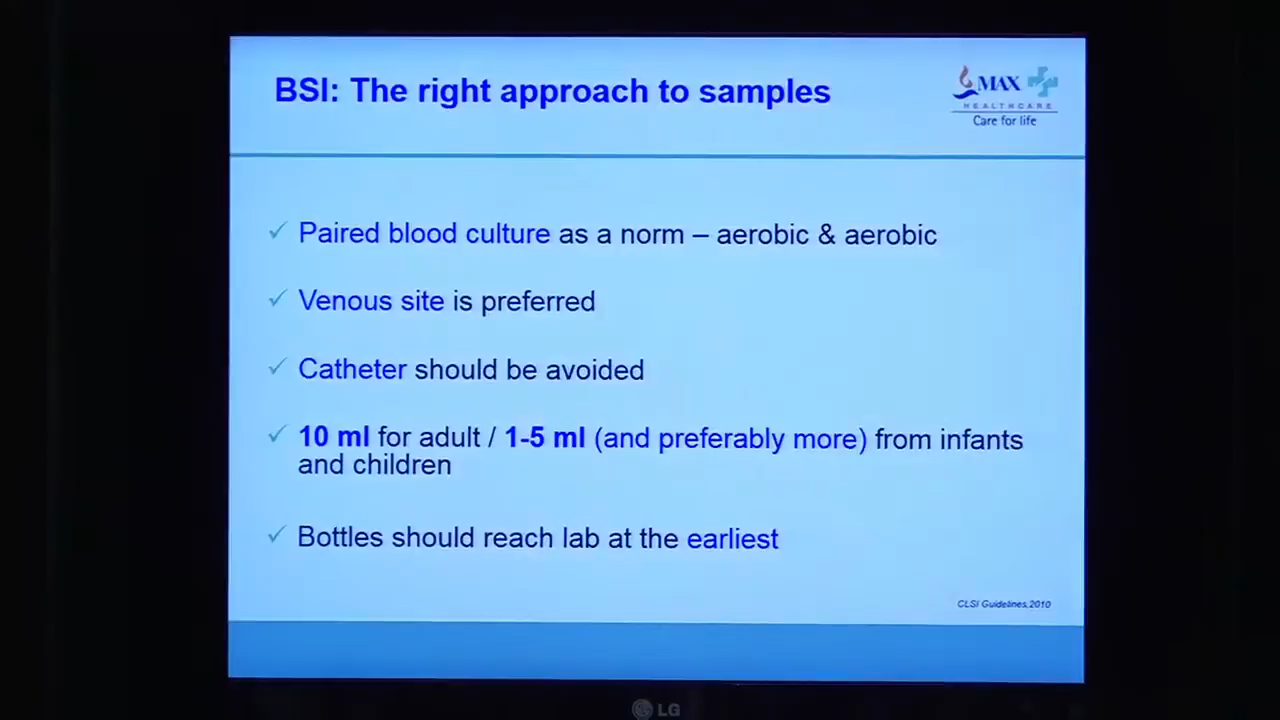 BSI: The right approach to samples
MAX
HEALTHCARE
Care for life
✓ Paired blood culture as a norm – aerobic & aerobic
✓ Venous site is preferred
✓ Catheter should be avoided
✓ 10 ml for adult / 1-5 ml (and preferably more) from infants
and children
✓ Bottles should reach lab at the earliest
CLSI Guidelines,2010
LG